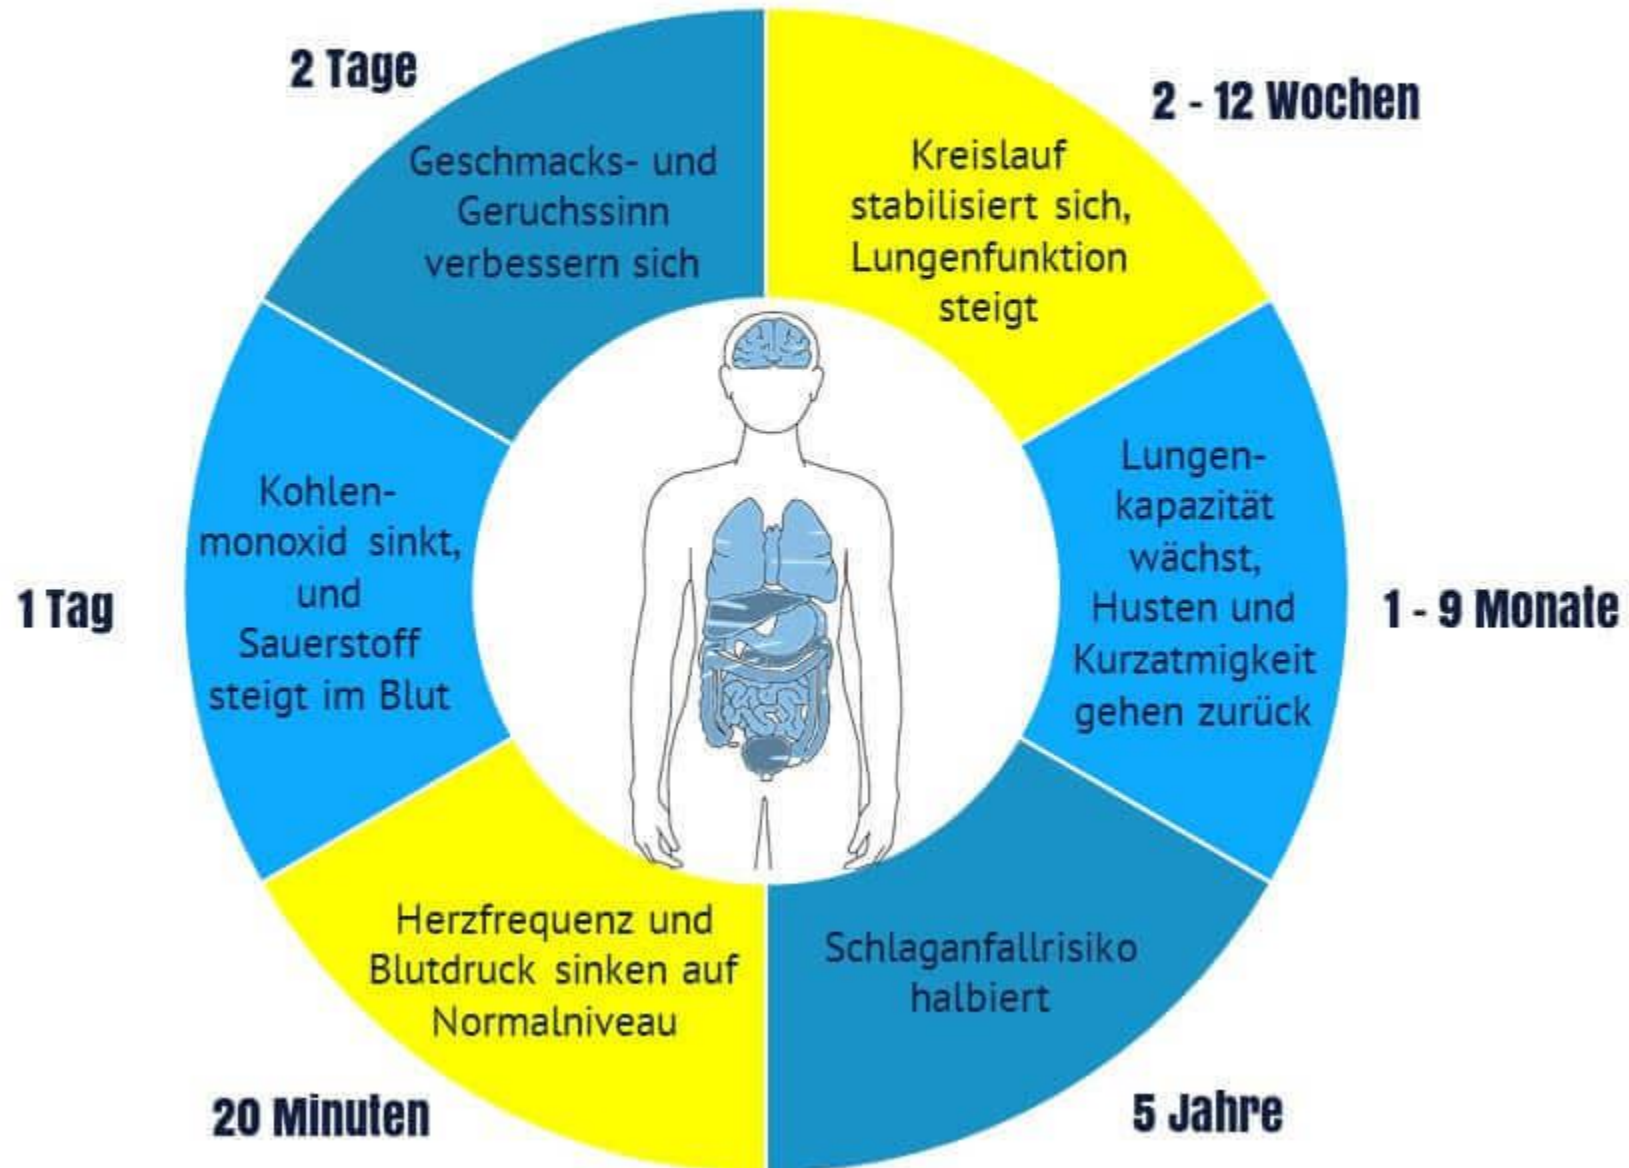 2 Tage
Geschmacks- und
Geruchssinn
verbessern sich
2 - 12 Wochen
Kreislauf
stabilisiert sich,
Lungenfunktion
steigt
1 Tag
Kohlen-
monoxid sinkt,
und
Sauerstoff
steigt im Blut
Lungen-
kapazität
wächst,
Husten und
Kurzatmigkeit
gehen zurück
1 - 9 Monate
Herzfrequenz und
Blutdruck sinken auf
Normalniveau
20 Minuten
Schlaganfallrisiko
halbiert
5 Jahre